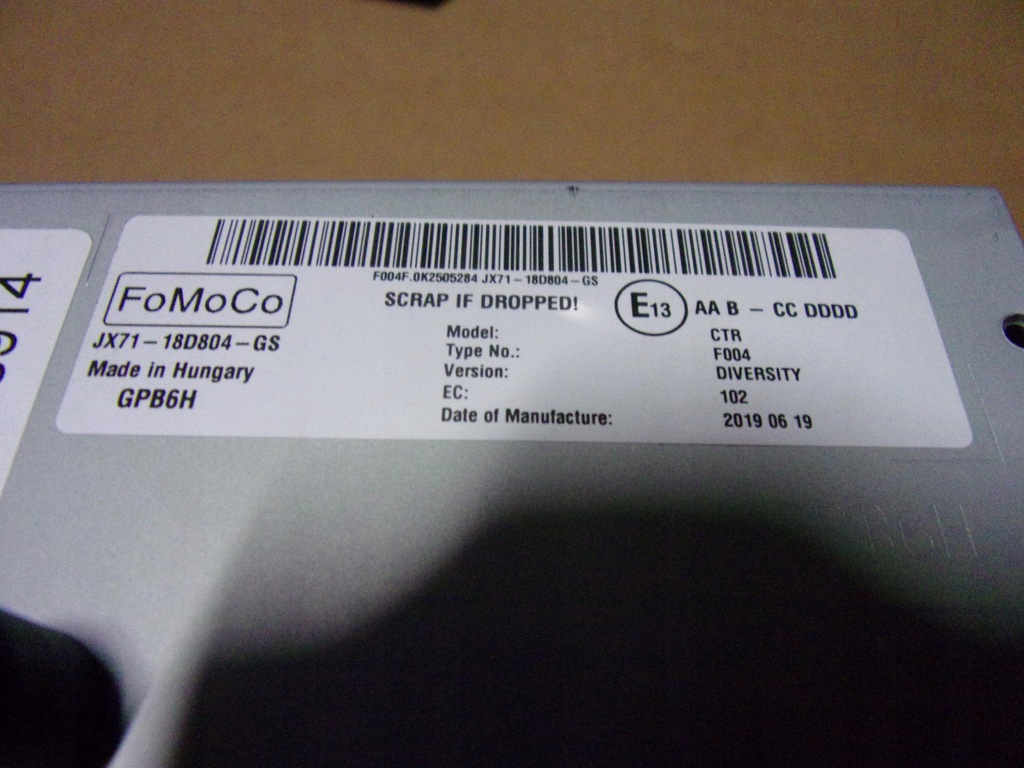 F004F.0K2505284 JX71-18D804-GS
FoMoCo
SCRAP IF DROPPED!
E13 AA B - CC DDDD
JX71-18D804-GS
Made in Hungary
GPB6H
Model: CTR
Type No.: F004
Version: DIVERSITY
EC: 102
Date of Manufacture: 2019 06 19